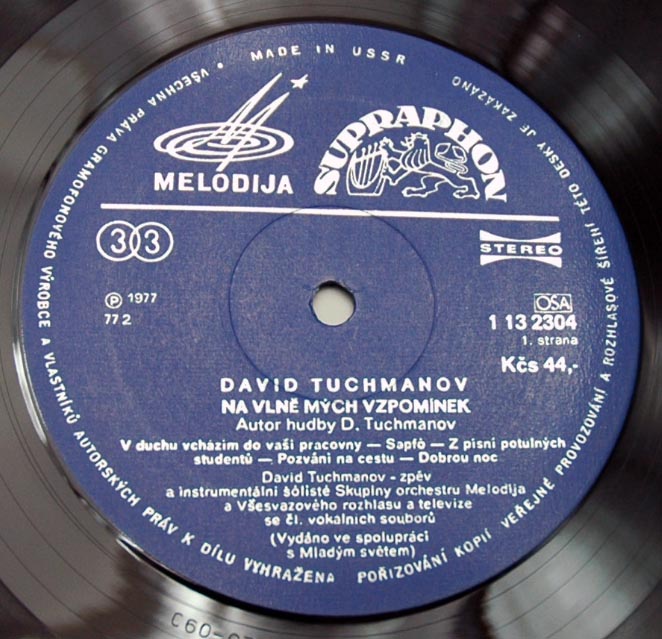 MADE IN USSR
MELODIJA
SUPRAPHON
33
STEREO
℗ 1977
77 2
OSA
1 13 2304
1. strana
Kčs 44,-
DAVID TUCHMANOV
NA VLNĚ MÝCH VZPOMÍNEK
Autor hudby D. Tuchmanov
V duchu vcházím do vaší pracovny — Sapfò — Z písní potulných
studentů — Pozvání na cestu — Dobrou noc
David Tuchmanov - zpěv
a instrumentální sólisté Skupiny orchestru Melodija
a Všesvazového rozhlasu a televize
se čl. vokalních souborů
(Vydáno ve spolupráci
s Mladým světem)
• VŠECHNA PRÁVA GRAMOFONOVÉHO VÝROBCE A VLASTNÍKŮ AUTORSKÝCH PRÁV K DÍLU VYHRAŽENA POŘIZOVÁNÍ KOPIÍ VEŘEJNÉ PROVOZOVÁNÍ A ROZHLASOVÉ ŠÍŘENÍ TÉTO DESKY JE ZAKÁZÁNO